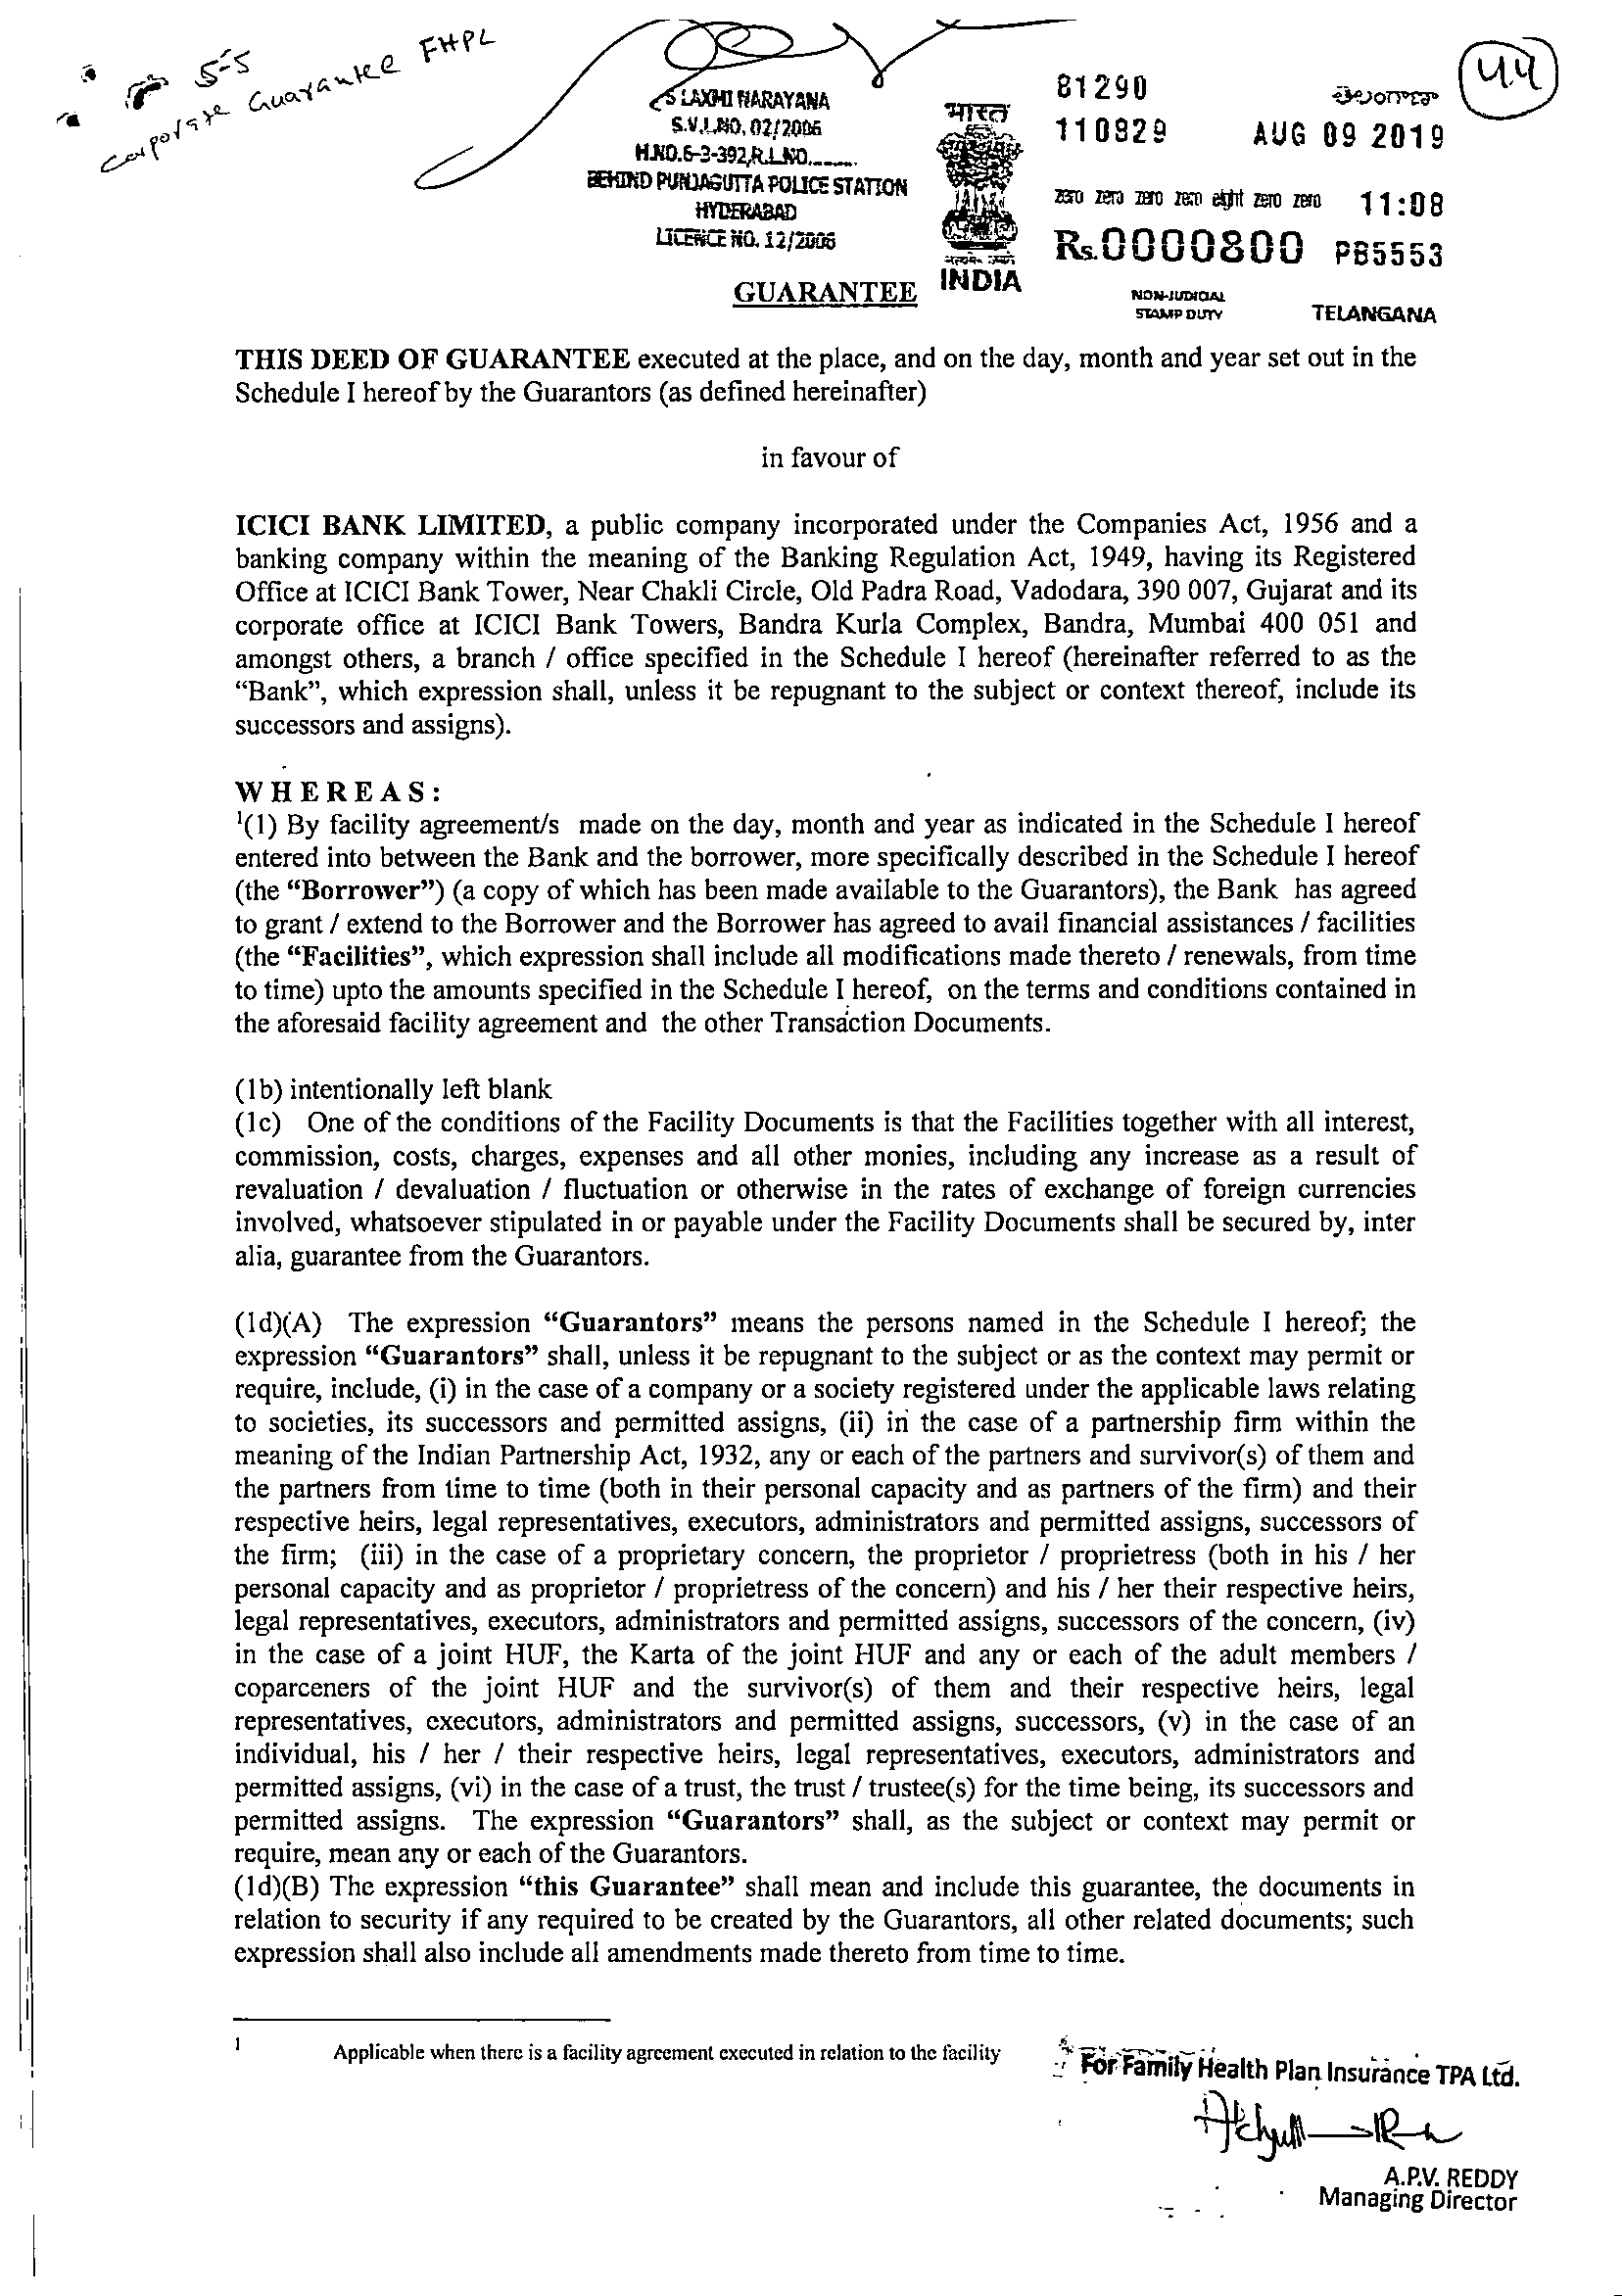 5-5
Corporate Guarantee FHPL
44
S LAXMI NARAYANA
S.V.L.NO. 02/2006
H.NO.6-3-392,R.L.NO.........
BEHIND PUNJAGUTTA POLICE STATION
HYDERABAD
LICENCE NO. 12/2006
भारत
INDIA
81290
తెలంగాణ
110829 AUG 09 2019
zero zero zero zero eight zero zero 11:08
Rs.0000800 PB5553
NON-JUDICIAL
STAMP DUTY
TELANGANA
GUARANTEE
THIS DEED OF GUARANTEE executed at the place, and on the day, month and year set out in the
Schedule I hereof by the Guarantors (as defined hereinafter)
in favour of
ICICI BANK LIMITED, a public company incorporated under the Companies Act, 1956 and a
banking company within the meaning of the Banking Regulation Act, 1949, having its Registered
Office at ICICI Bank Tower, Near Chakli Circle, Old Padra Road, Vadodara, 390 007, Gujarat and its
corporate office at ICICI Bank Towers, Bandra Kurla Complex, Bandra, Mumbai 400 051 and
amongst others, a branch / office specified in the Schedule I hereof (hereinafter referred to as the
“Bank”, which expression shall, unless it be repugnant to the subject or context thereof, include its
successors and assigns).
WHEREAS:
¹(1) By facility agreement/s made on the day, month and year as indicated in the Schedule I hereof
entered into between the Bank and the borrower, more specifically described in the Schedule I hereof
(the “Borrower”) (a copy of which has been made available to the Guarantors), the Bank has agreed
to grant / extend to the Borrower and the Borrower has agreed to avail financial assistances / facilities
(the “Facilities”, which expression shall include all modifications made thereto / renewals, from time
to time) upto the amounts specified in the Schedule I hereof, on the terms and conditions contained in
the aforesaid facility agreement and the other Transaction Documents.
(1b) intentionally left blank
(1c) One of the conditions of the Facility Documents is that the Facilities together with all interest,
commission, costs, charges, expenses and all other monies, including any increase as a result of
revaluation / devaluation / fluctuation or otherwise in the rates of exchange of foreign currencies
involved, whatsoever stipulated in or payable under the Facility Documents shall be secured by, inter
alia, guarantee from the Guarantors.
(1d)(A) The expression “Guarantors” means the persons named in the Schedule I hereof; the
expression “Guarantors” shall, unless it be repugnant to the subject or as the context may permit or
require, include, (i) in the case of a company or a society registered under the applicable laws relating
to societies, its successors and permitted assigns, (ii) in the case of a partnership firm within the
meaning of the Indian Partnership Act, 1932, any or each of the partners and survivor(s) of them and
the partners from time to time (both in their personal capacity and as partners of the firm) and their
respective heirs, legal representatives, executors, administrators and permitted assigns, successors of
the firm; (iii) in the case of a proprietary concern, the proprietor / proprietress (both in his / her
personal capacity and as proprietor / proprietress of the concern) and his / her their respective heirs,
legal representatives, executors, administrators and permitted assigns, successors of the concern, (iv)
in the case of a joint HUF, the Karta of the joint HUF and any or each of the adult members /
coparceners of the joint HUF and the survivor(s) of them and their respective heirs, legal
representatives, executors, administrators and permitted assigns, successors, (v) in the case of an
individual, his / her / their respective heirs, legal representatives, executors, administrators and
permitted assigns, (vi) in the case of a trust, the trust / trustee(s) for the time being, its successors and
permitted assigns. The expression “Guarantors” shall, as the subject or context may permit or
require, mean any or each of the Guarantors.
(1d)(B) The expression “this Guarantee” shall mean and include this guarantee, the documents in
relation to security if any required to be created by the Guarantors, all other related documents; such
expression shall also include all amendments made thereto from time to time.
1 Applicable when there is a facility agreement executed in relation to the facility
For Family Health Plan Insurance TPA Ltd.
A.P.V. REDDY
Managing Director